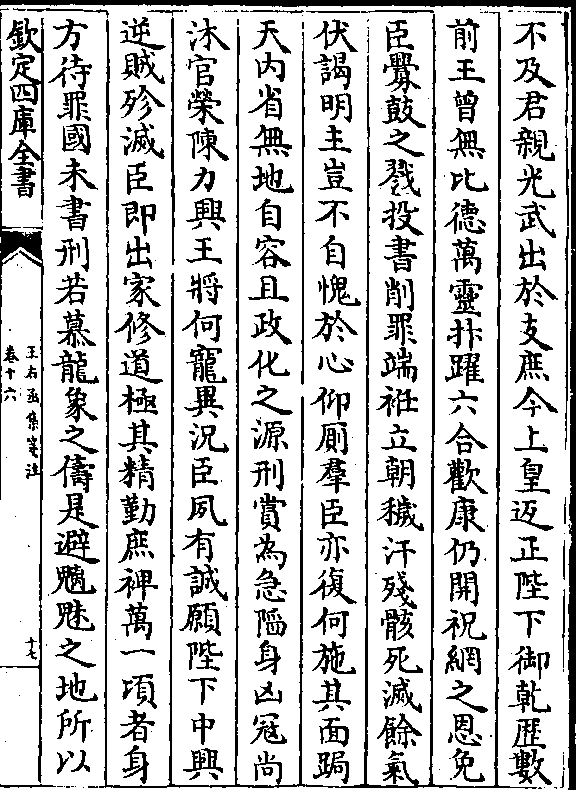 不及君親光武出於支庶今上皇返正陛下御乾歴數
前王曾無比德萬靈抃躍六合歡康仍開祝網之恩免
臣釁鼓之戮投書削罪端袵立朝穢汙殘骸死滅餘氣
伏謁明主豈不自愧於心仰厠羣臣亦復何施其面跼
天内省無地自容且政化之源刑賞為急陷身凶冦尚
沐官榮陳力興王將何寵異況臣夙有誠願陛下中興
逆賊殄滅臣即出家修道極其精勤庶裨萬一頃者身
方待罪國未書刑若慕龍象之儔是避魑魅之地所以
欽定四庫全書
王右丞集箋注
卷十六
十七